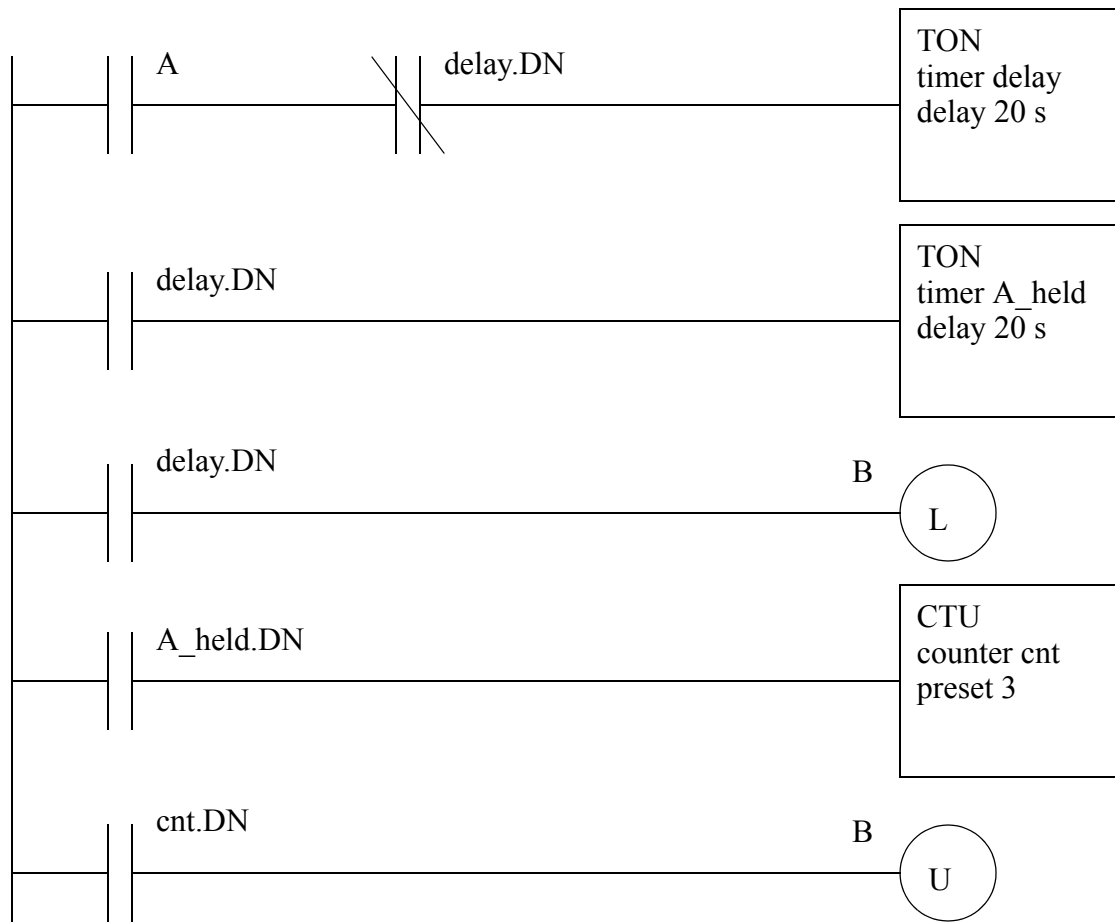 A
delay.DN
TON
timer delay
delay 20 s
delay.DN
TON
timer A_held
delay 20 s
delay.DN
B
L
A_held.DN
CTU
counter cnt
preset 3
cnt.DN
B
U